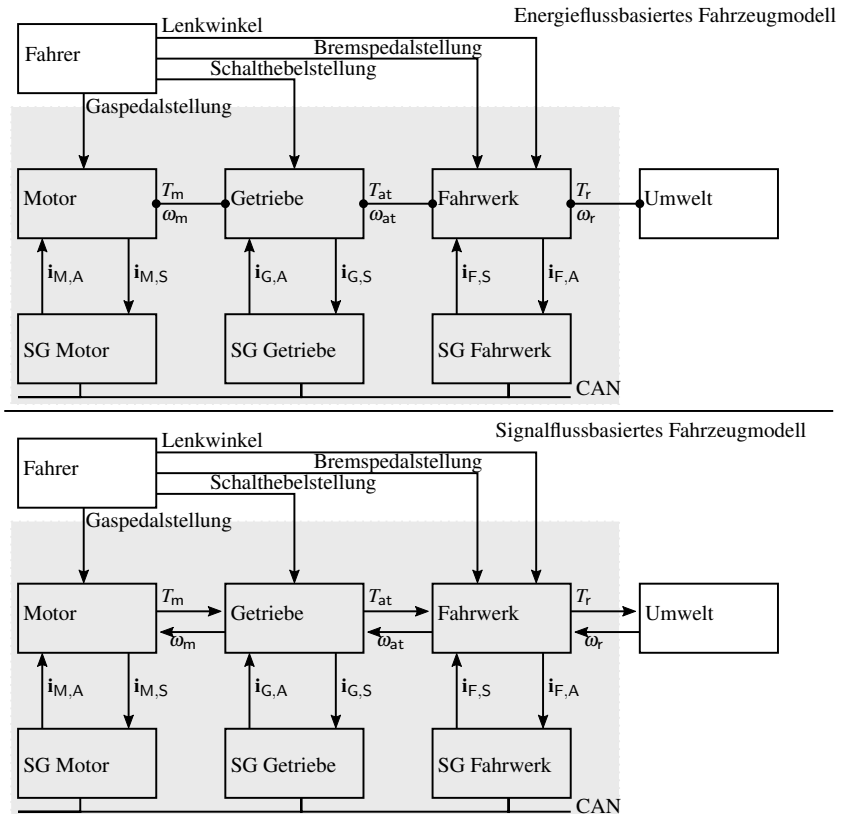 Energieflussbasiertes Fahrzeugmodell
Lenkwinkel
Fahrer
Bremspedalstellung
Schalthebelstellung
Gaspedalstellung
Motor
T_m
ω_m
Getriebe
T_at
ω_at
Fahrwerk
T_r
ω_r
Umwelt
i_M,A
i_M,S
i_G,A
i_G,S
i_F,S
i_F,A
SG Motor
SG Getriebe
SG Fahrwerk
CAN
Signalflussbasiertes Fahrzeugmodell
Lenkwinkel
Fahrer
Bremspedalstellung
Schalthebelstellung
Gaspedalstellung
Motor
T_m
ω_m
Getriebe
T_at
ω_at
Fahrwerk
T_r
ω_r
Umwelt
i_M,A
i_M,S
i_G,A
i_G,S
i_F,S
i_F,A
SG Motor
SG Getriebe
SG Fahrwerk
CAN